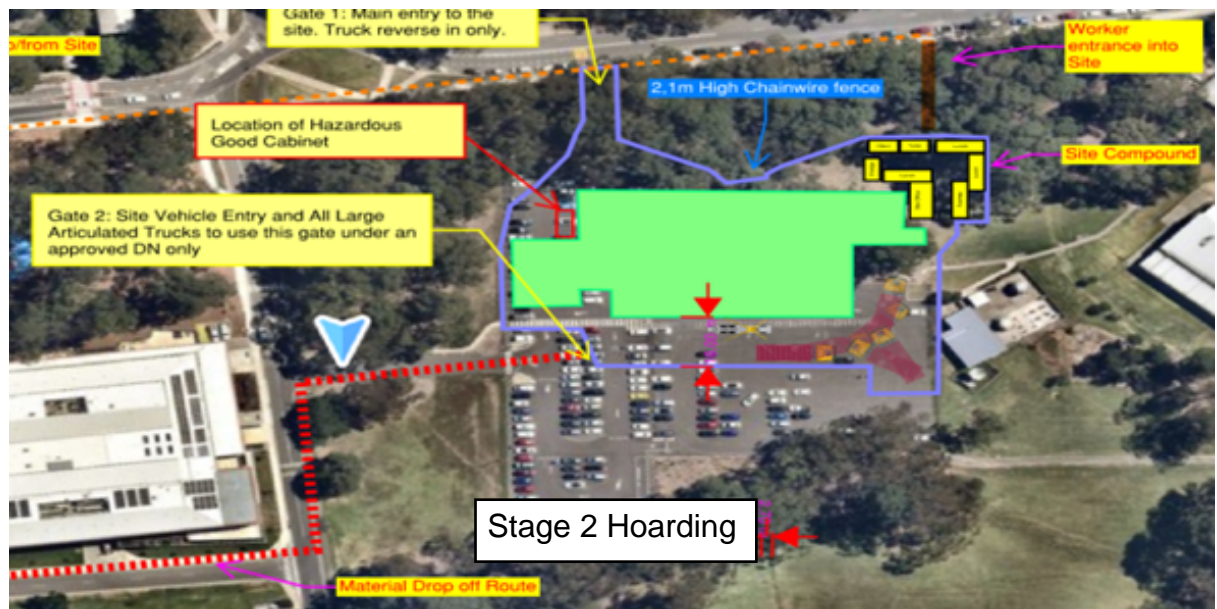 Gate 1: Main entry to the
site. Truck reverse in only.
o/from Site
Worker
entrance into
Site
2,1m High Chainwire fence
Location of Hazardous
Good Cabinet
Site Compound
Gate 2: Site Vehicle Entry and All Large
Articulated Trucks to use this gate under an
approved DN only
Stage 2 Hoarding
Material Drop off Route